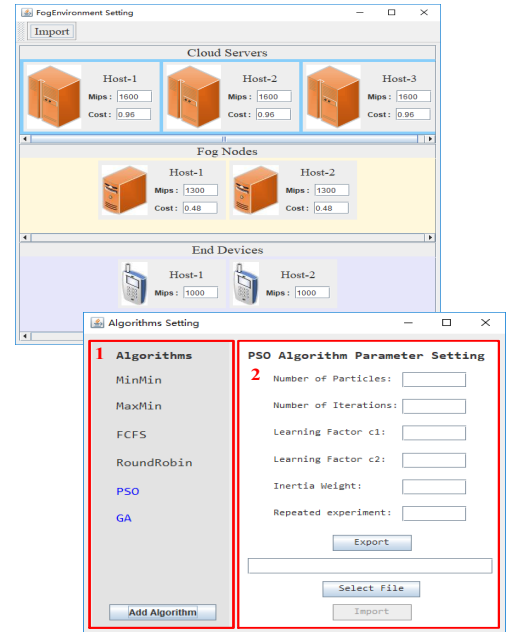 FogEnvironment Setting
Import
Cloud Servers
Host-1 Host-2 Host-3
Mips: 1600 Mips: 1600 Mips: 1600
Cost: 0.96 Cost: 0.96 Cost: 0.96
Fog Nodes
Host-1 Host-2
Mips: 1300 Mips: 1300
Cost: 0.48 Cost: 0.48
End Devices
Host-1 Host-2
Mips: 1000 Mips: 1000
Algorithms Setting
1 Algorithms
MinMin
MaxMin
FCFS
RoundRobin
PSO
GA
Add Algorithm
PSO Algorithm Parameter Setting
2 Number of Particles:
Number of Iterations:
Learning Factor c1:
Learning Factor c2:
Inertia Weight:
Repeated experiment:
Export
Select File
Import